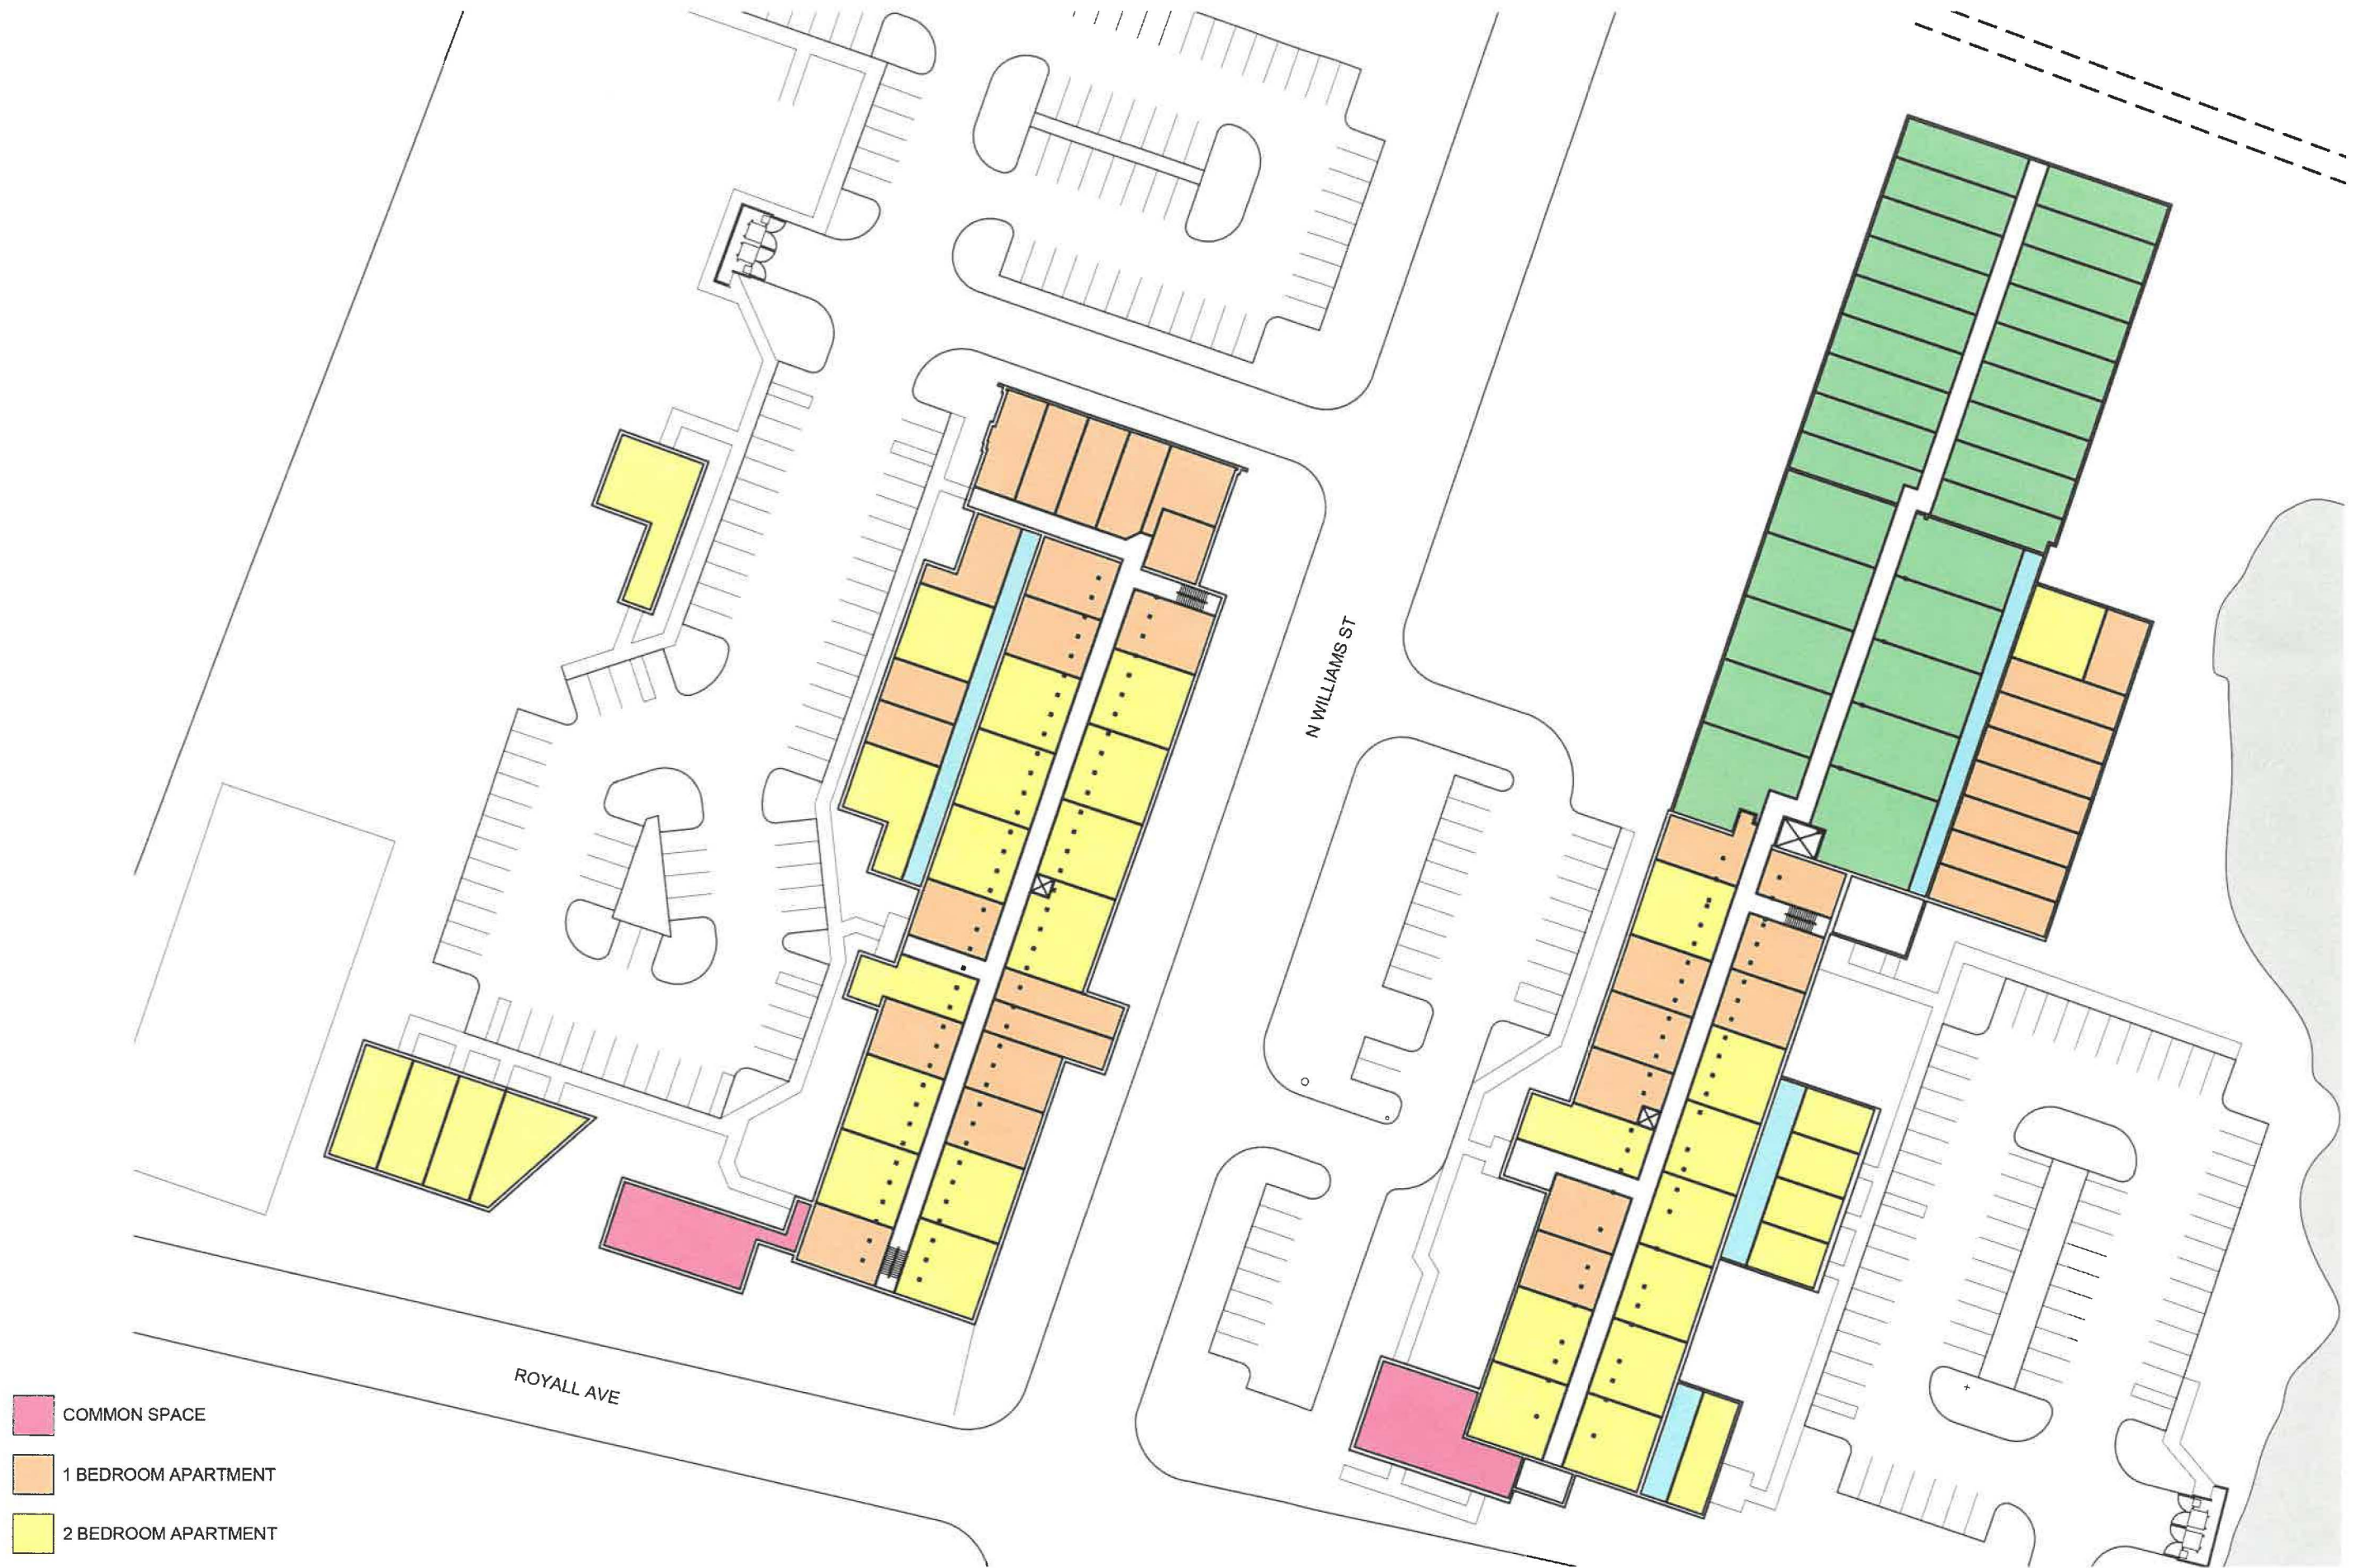 N WILLIAMS ST
ROYALL AVE
COMMON SPACE
1 BEDROOM APARTMENT
2 BEDROOM APARTMENT